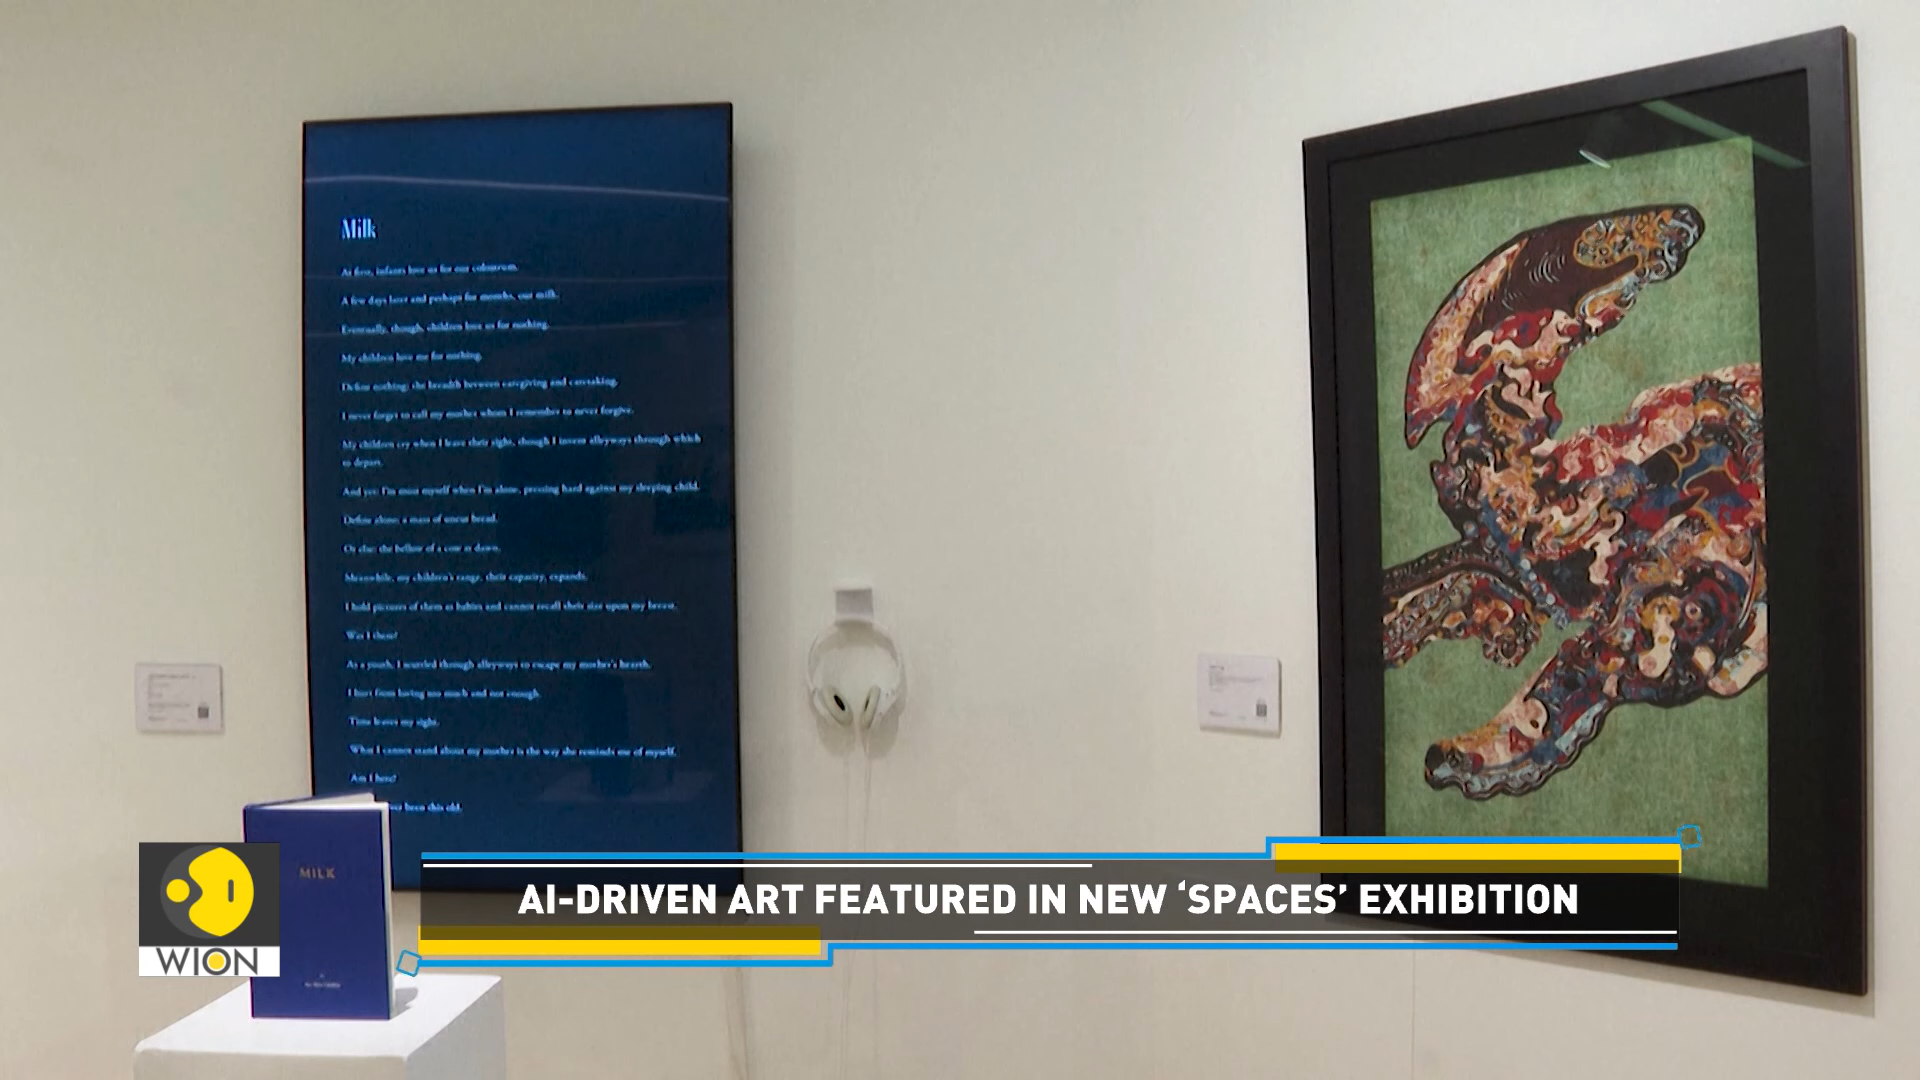 Milk
At first, infants love us for our colostrum.
A few days later and perhaps for months, our milk.
Eventually, though, children love us for nothing.
My children love me for nothing.
Define nothing: the breadth between caregiving and caretaking.
I never forget to call my mother whom I remember to never forgive.
My children cry when I leave their sight, though I invent alleyways through which
to depart.
And yet: I'm most myself when I'm alone, pressing hard against my sleeping child.
Define alone: a mass of uncut bread.
Or else: the bellow of a cow at dawn.
Meanwhile, my children's range, their capacity, expands.
I hold pictures of them as babies and cannot recall their size upon my breast.
Was I there?
As a youth, I scuttled through alleyways to escape my mother's hearth.
I hurt from having too much and not enough.
Time leaves my sight.
What I cannot stand about my mother is the way she reminds me of myself.
Am I here?
ever been this old.
MILK
WION
AI-DRIVEN ART FEATURED IN NEW ‘SPACES’ EXHIBITION